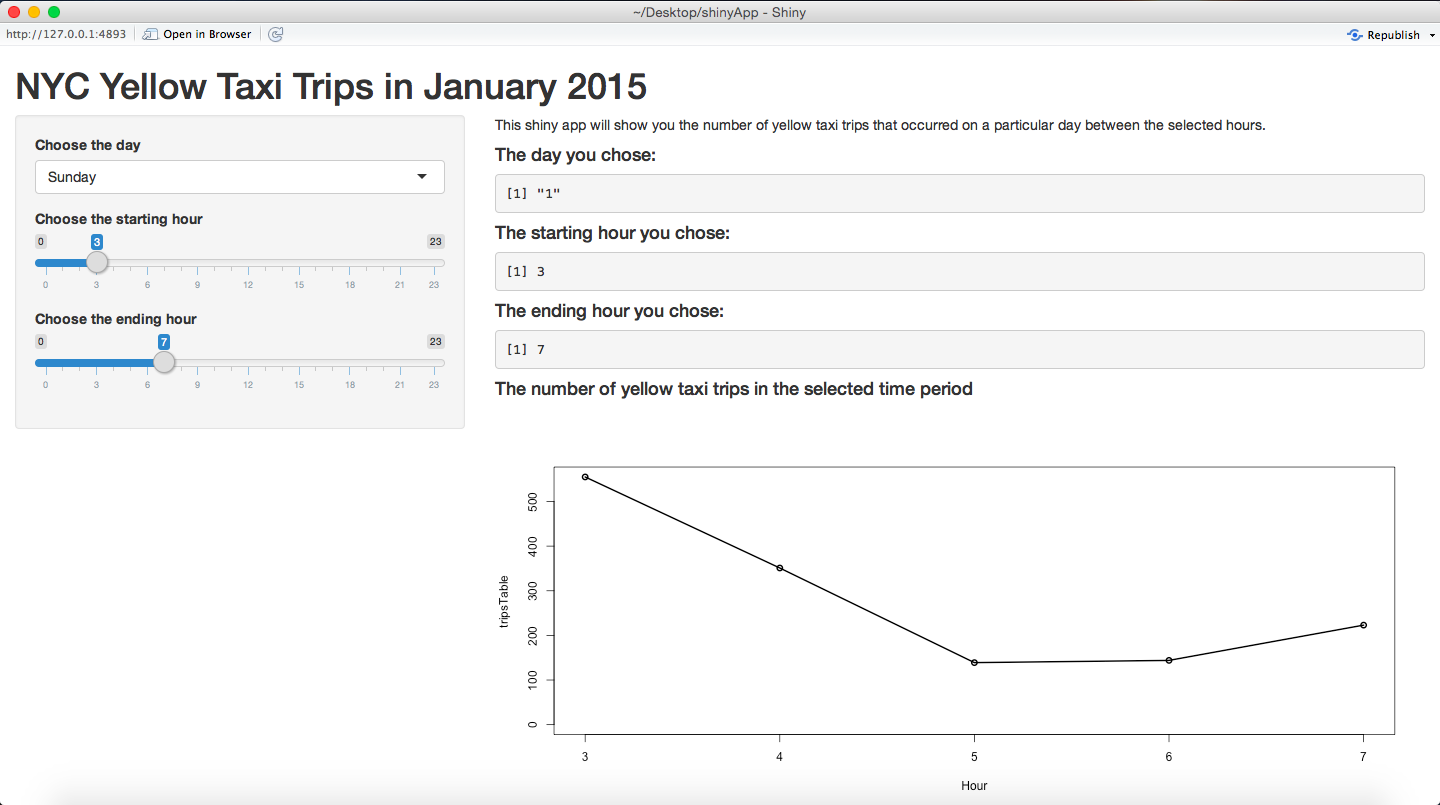 ~/Desktop/shinyApp - Shiny
http://127.0.0.1:4893 Open in Browser Republish
NYC Yellow Taxi Trips in January 2015
Choose the day
Sunday
Choose the starting hour
0 3 23
0 3 6 9 12 15 18 21 23
Choose the ending hour
0 7 23
0 3 6 9 12 15 18 21 23
This shiny app will show you the number of yellow taxi trips that occurred on a particular day between the selected hours.
The day you chose:
[1] "1"
The starting hour you chose:
[1] 3
The ending hour you chose:
[1] 7
The number of yellow taxi trips in the selected time period
tripsTable
500
400
300
200
100
0
3 4 5 6 7
Hour